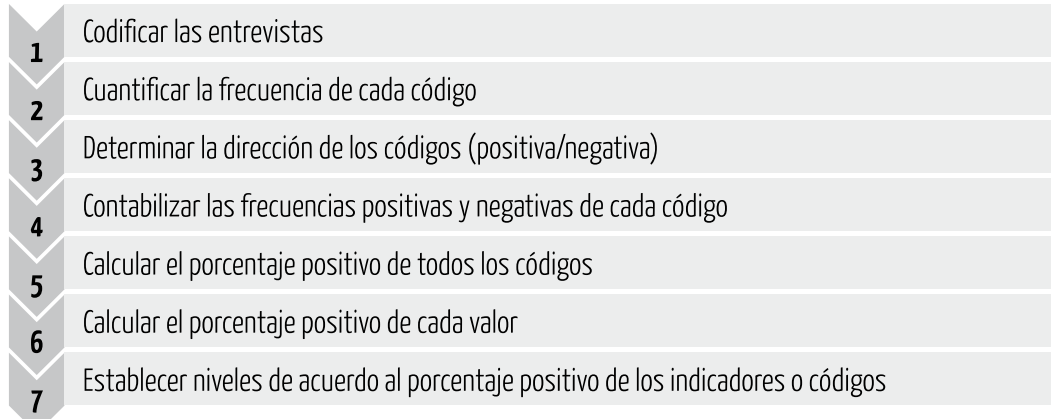 1 Codificar las entrevistas
2 Cuantificar la frecuencia de cada código
3 Determinar la dirección de los códigos (positiva/negativa)
4 Contabilizar las frecuencias positivas y negativas de cada código
5 Calcular el porcentaje positivo de todos los códigos
6 Calcular el porcentaje positivo de cada valor
7 Establecer niveles de acuerdo al porcentaje positivo de los indicadores o códigos